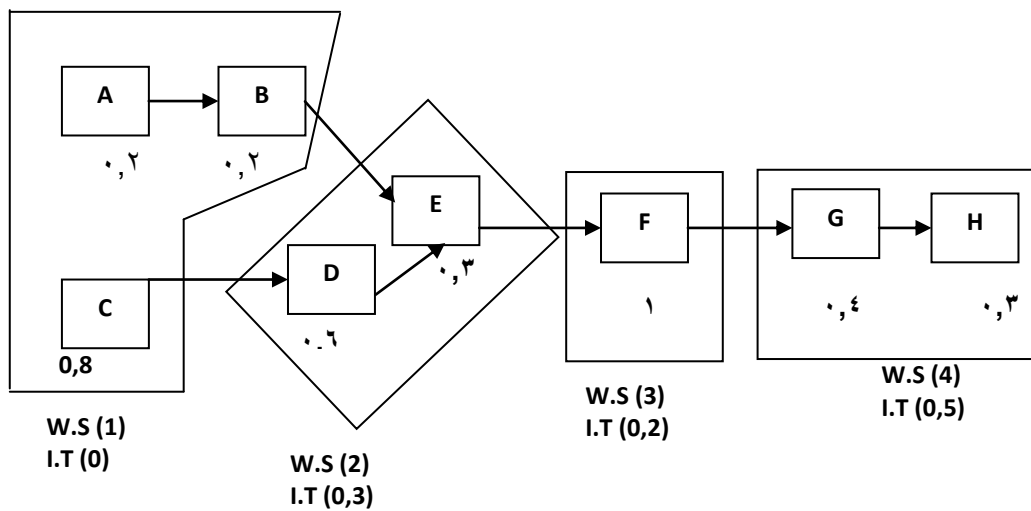 A
B
٠,٢
٠,٢
E
٠,٣
D
٠.٦
C
0,8
F
١
G
H
٠,٤
٠,٣
W.S (1)
I.T (0)
W.S (2)
I.T (0,3)
W.S (3)
I.T (0,2)
W.S (4)
I.T (0,5)